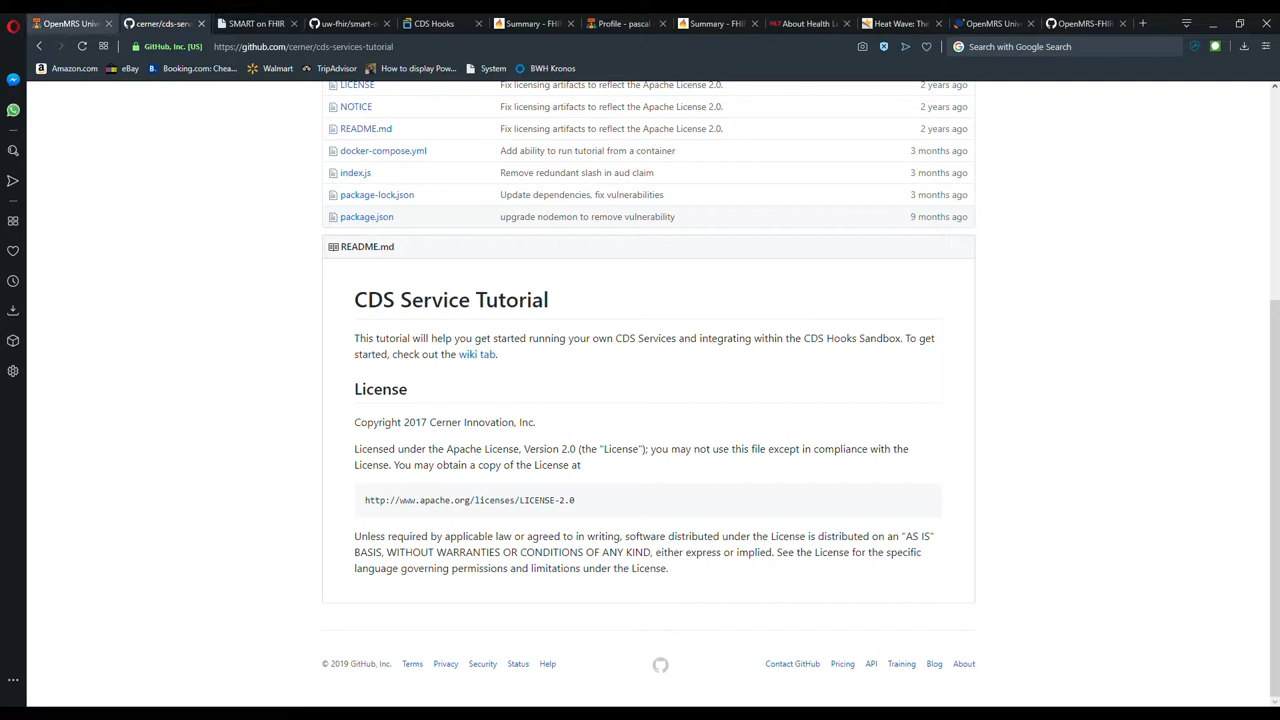 OpenMRS Unive
cerner/cds-serv
SMART on FHIR
uw-fhir/smart-o
CDS Hooks
Summary - FHIR
Profile - pascal
Summary - FHIR
About Health L
Heat Wave: The
OpenMRS Unive
OpenMRS-FHIR
GitHub, Inc. [US]
https://github.com/cerner/cds-services-tutorial
Search with Google Search
Amazon.com
eBay
Booking.com: Chea...
Walmart
TripAdvisor
How to display Pow...
System
BWH Kronos
LICENSE Fix licensing artifacts to reflect the Apache License 2.0. 2 years ago
NOTICE Fix licensing artifacts to reflect the Apache License 2.0. 2 years ago
README.md Fix licensing artifacts to reflect the Apache License 2.0. 2 years ago
docker-compose.yml Add ability to run tutorial from a container 3 months ago
index.js Remove redundant slash in aud claim 3 months ago
package-lock.json Update dependencies, fix vulnerabilities 3 months ago
package.json upgrade nodemon to remove vulnerability 9 months ago
README.md
CDS Service Tutorial
This tutorial will help you get started running your own CDS Services and integrating within the CDS Hooks Sandbox. To get
started, check out the wiki tab.
License
Copyright 2017 Cerner Innovation, Inc.
Licensed under the Apache License, Version 2.0 (the "License"); you may not use this file except in compliance with the
License. You may obtain a copy of the License at
http://www.apache.org/licenses/LICENSE-2.0
Unless required by applicable law or agreed to in writing, software distributed under the License is distributed on an "AS IS"
BASIS, WITHOUT WARRANTIES OR CONDITIONS OF ANY KIND, either express or implied. See the License for the specific
language governing permissions and limitations under the License.
© 2019 GitHub, Inc. Terms Privacy Security Status Help Contact GitHub Pricing API Training Blog About